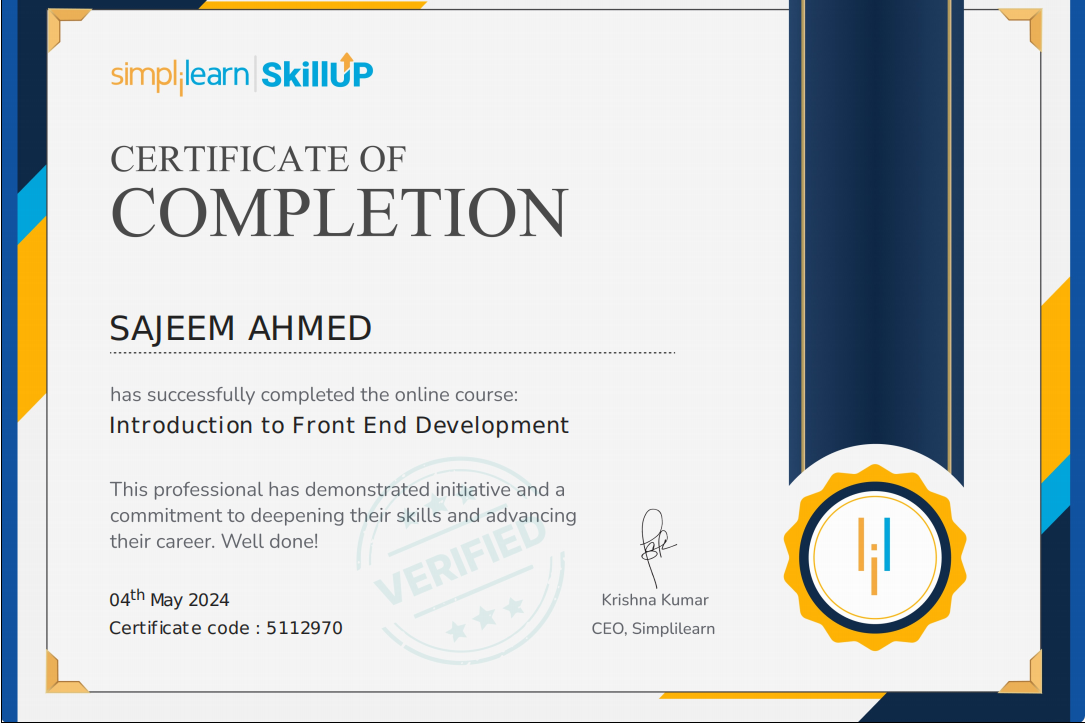 simplilearn | SkillUP
CERTIFICATE OF
COMPLETION
SAJEEM AHMED
has successfully completed the online course:
Introduction to Front End Development
This professional has demonstrated initiative and a
commitment to deepening their skills and advancing
their career. Well done!
VERIFIED
04th May 2024
Certificate code : 5112970
Krishna Kumar
CEO, Simplilearn